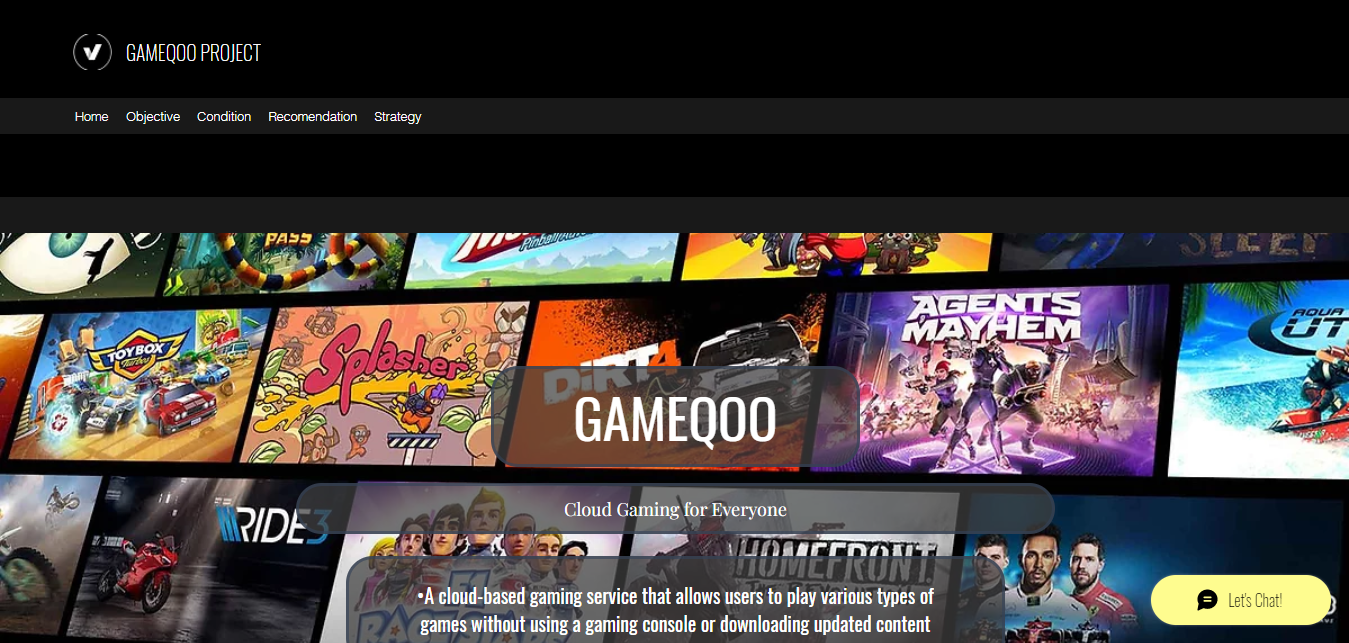 GAMEQOO PROJECT
Home Objective Condition Recomendation Strategy
PASS
SLEEP
TOYBOX
Turbos
Splasher
DiRT4
AGENTS
MAYHEM
AQUA
GAMEQOO
Cloud Gaming for Everyone
RIDE3
HOMEFRONT
•A cloud-based gaming service that allows users to play various types of
games without using a gaming console or downloading updated content
Let's Chat!